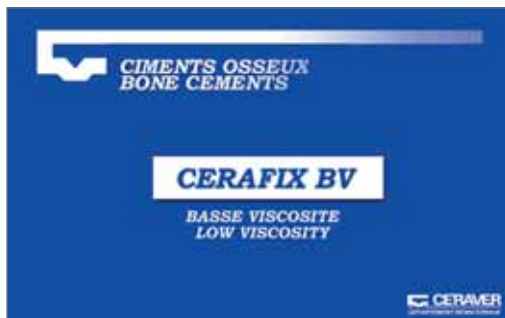 CIMENTS OSSEUX
BONE CEMENTS
CERAFIX BV
BASSE VISCOSITE
LOW VISCOSITY
CERAVER